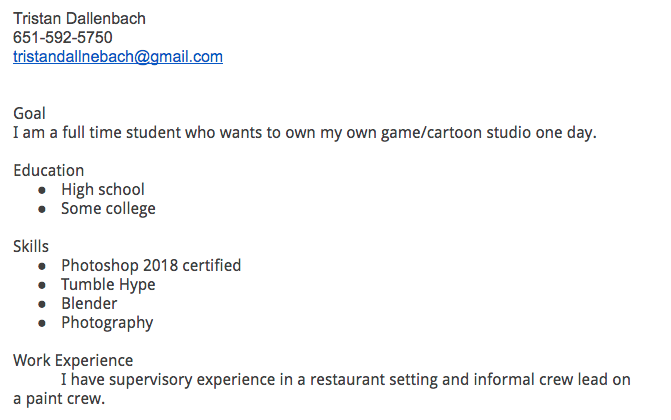 Tristan Dallenbach
651-592-5750
tristandallnebach@gmail.com
Goal
I am a full time student who wants to own my own game/cartoon studio one day.
Education
● High school
● Some college
Skills
● Photoshop 2018 certified
● Tumble Hype
● Blender
● Photography
Work Experience
I have supervisory experience in a restaurant setting and informal crew lead on
a paint crew.